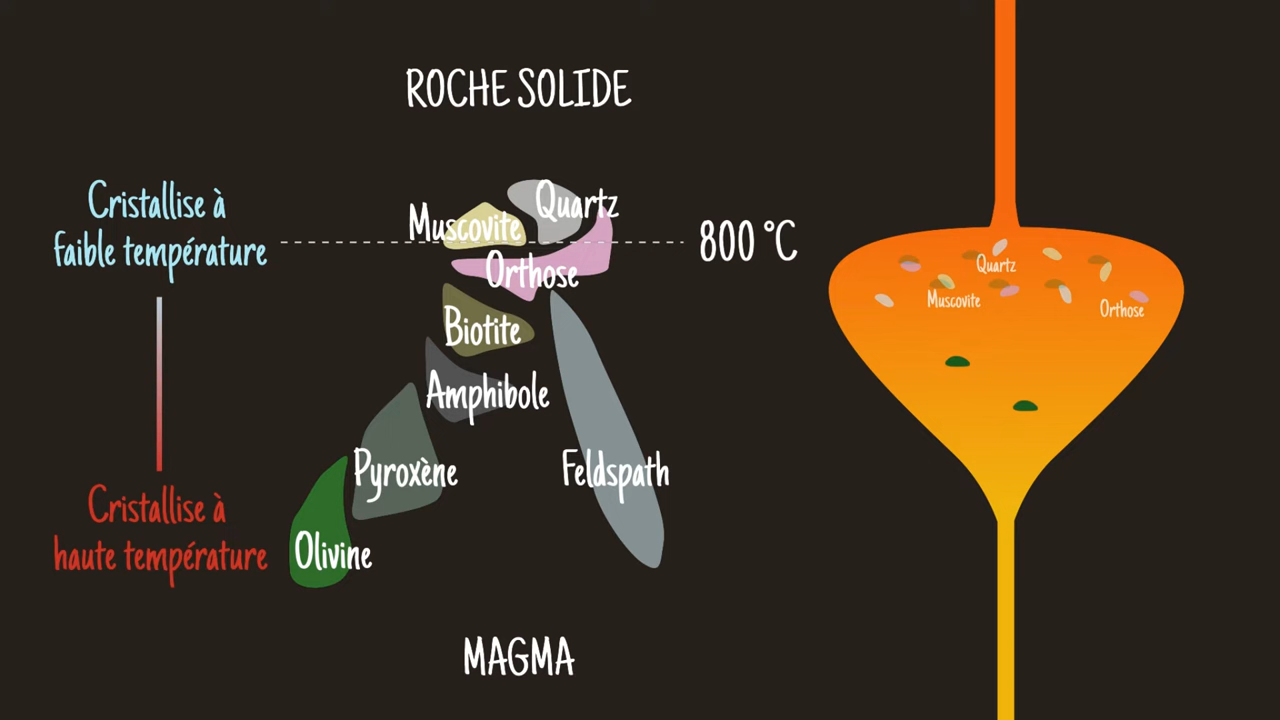 ROCHE SOLIDE
Cristallise à
faible température
Muscovite
Quartz
800 °C
Orthose
Biotite
Amphibole
Pyroxène
Feldspath
Olivine
Cristallise à
haute température
MAGMA
Quartz
Muscovite
Orthose